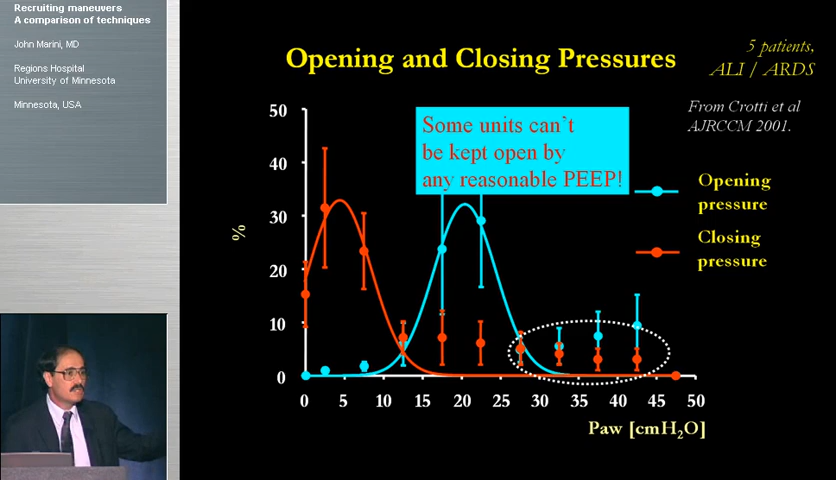 Recruiting maneuvers
A comparison of techniques
John Marini, MD
Regions Hospital
University of Minnesota
Minnesota, USA
Opening and Closing Pressures
5 patients,
ALI / ARDS
From Crotti et al
AJRCCM 2001.
Some units can`t
be kept open by
any reasonable PEEP!
Opening
pressure
Closing
pressure
%
50
40
30
20
10
0
0 5 10 15 20 25 30 35 40 45 50
Paw [cmH₂O]